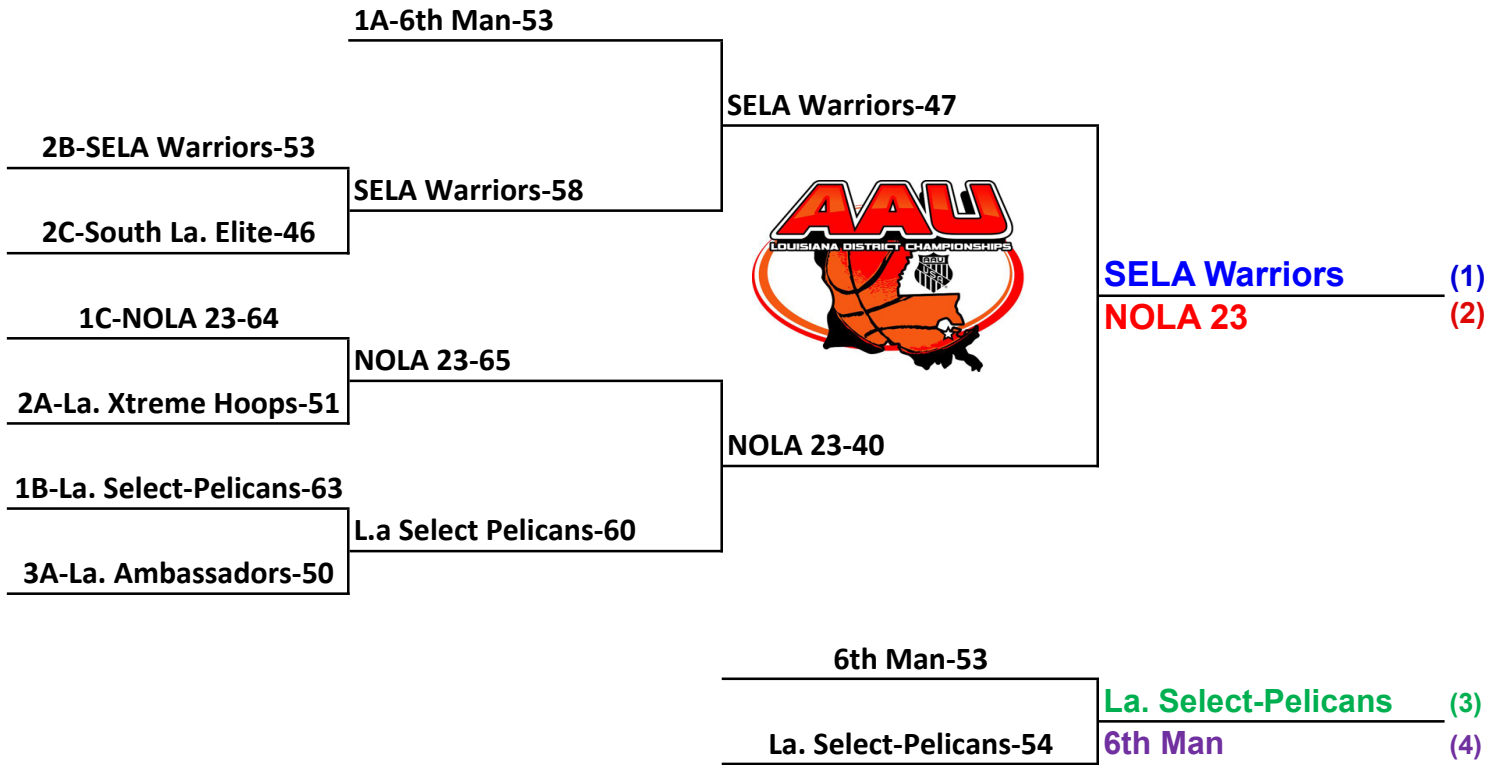 1A-6th Man-53
SELA Warriors-47
2B-SELA Warriors-53
SELA Warriors-58
2C-South La. Elite-46
AAU
LOUISIANA DISTRICT CHAMPIONSHIPS
AAU
USA
SELA Warriors (1)
NOLA 23 (2)
1C-NOLA 23-64
NOLA 23-65
2A-La. Xtreme Hoops-51
NOLA 23-40
1B-La. Select-Pelicans-63
L.a Select Pelicans-60
3A-La. Ambassadors-50
6th Man-53
La. Select-Pelicans (3)
La. Select-Pelicans-54
6th Man (4)